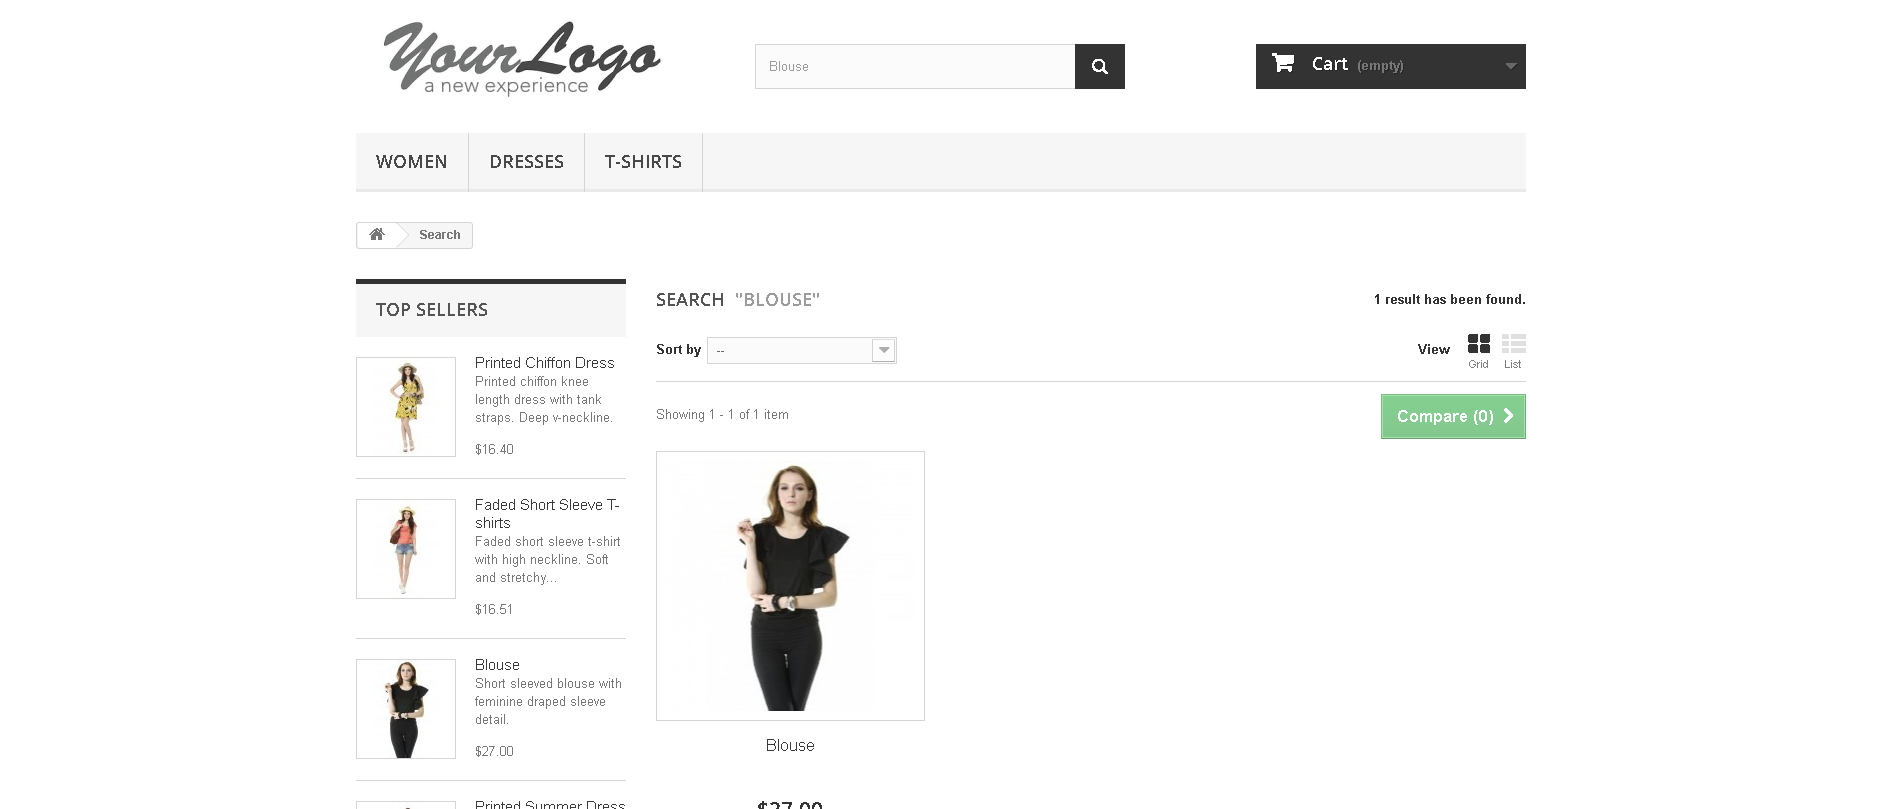 YourLogo
a new experience
Blouse
Cart (empty)
WOMEN
DRESSES
T-SHIRTS
Search
TOP SELLERS
Printed Chiffon Dress
Printed chiffon knee
length dress with tank
straps. Deep v-neckline.
$16.40
Faded Short Sleeve T-
shirts
Faded short sleeve t-shirt
with high neckline. Soft
and stretchy...
$16.51
Blouse
Short sleeved blouse with
feminine draped sleeve
detail.
$27.00
Printed Summer Dress
SEARCH "BLOUSE"
1 result has been found.
Sort by --
View
Grid
List
Showing 1 - 1 of 1 item
Compare (0)
Blouse
$27.00